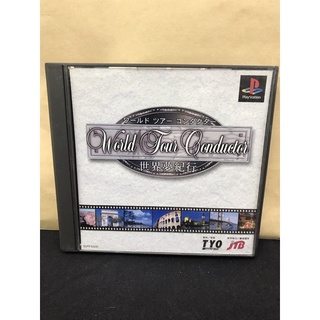 PlayStation
ワールド ツアー コンダクター
World Tour Conductor
世界夢紀行
TYO
JTB